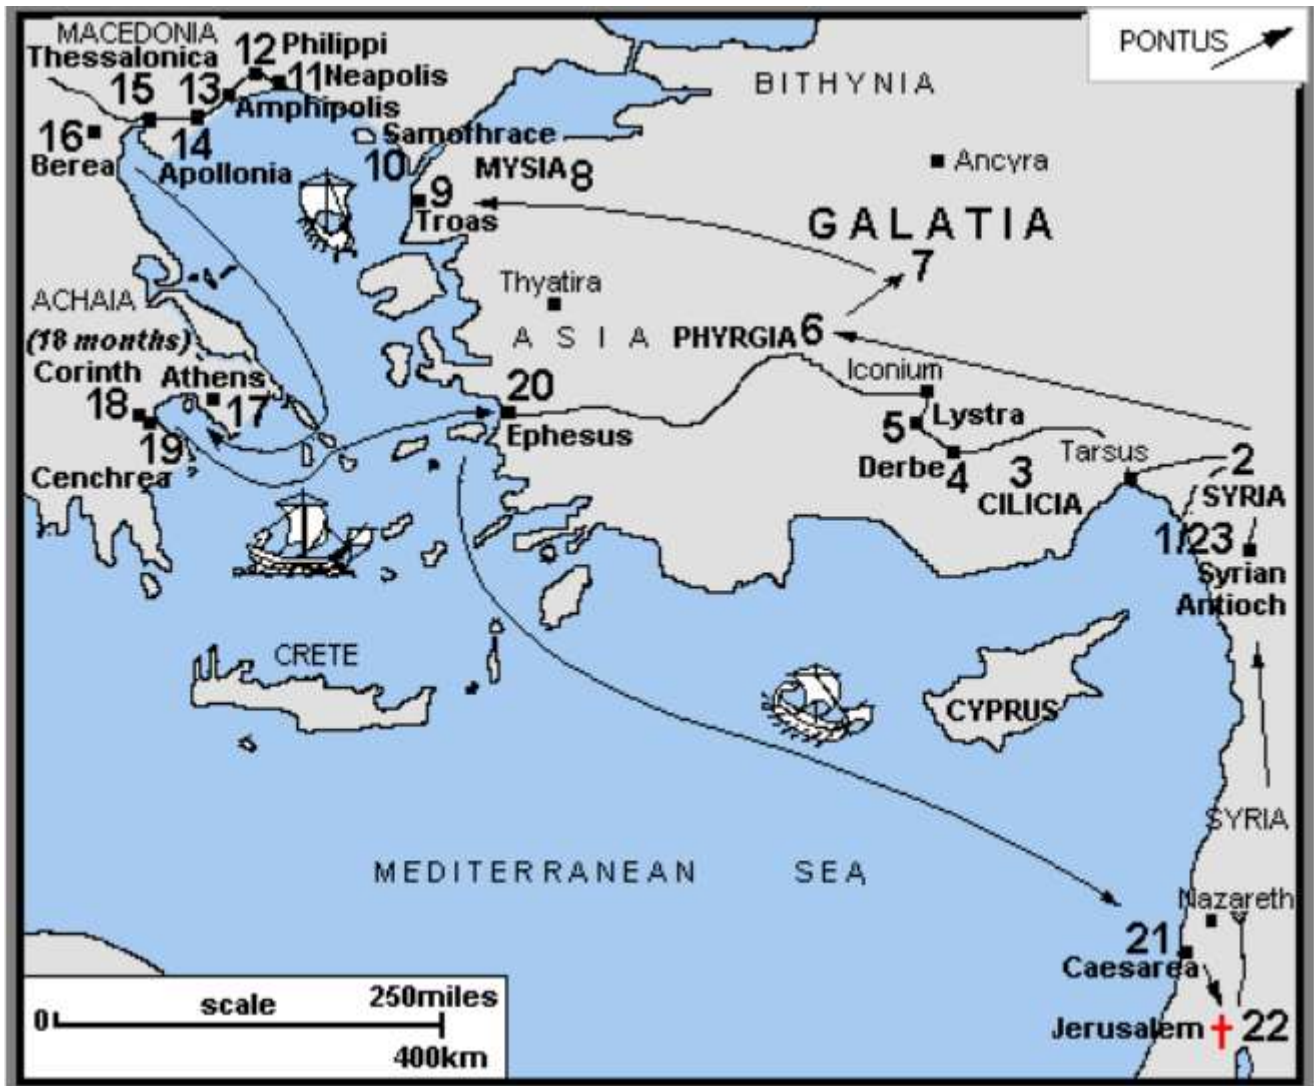 MACEDONIA
Thessalonica
12 Philippi
11 Neapolis
13 Amphipolis
15
14
Apollonia
16
Berea
Samothrace
10
PONTUS
BITHYNIA
Ancyra
MYSIA 8
9
Troas
GALATIA
7
Thyatira
ASIA
PHYRGIA 6
ACHAIA
(18 months)
Corinth
Athens
18
17
19
Cenchrea
20
Ephesus
Iconium
5 Lystra
Derbe 4
3
CILICIA
Tarsus
2
SYRIA
1/23
Syrian
Antioch
CRETE
CYPRUS
MEDITERRANEAN SEA
SYRIA
Nazareth
21
Caesarea
Jerusalem 22
scale
250miles
0
400km